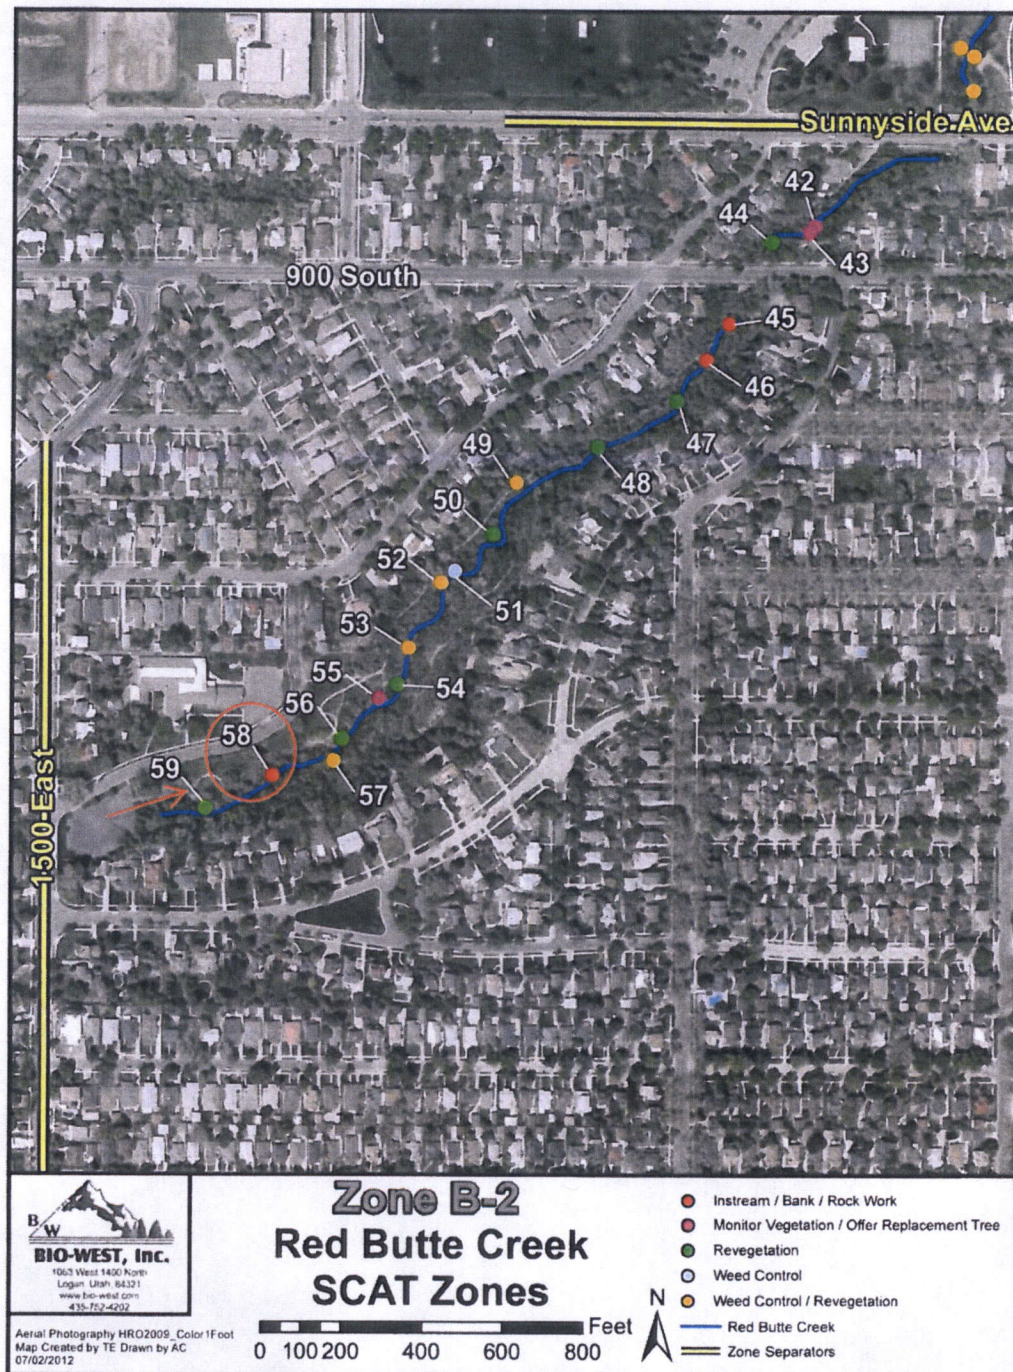 Sunnyside Ave.
42
44
43
900 South
45
46
47
49
48
50
52
51
53
55
54
56
58
57
59
1500 East
B W
BIO-WEST, Inc.
1063 West 1400 North
Logan, Utah, 84321
www.bio-west.com
435-752-4202
Aerial Photography HRO2009_Color1Foot
Map Created by TE Drawn by AC
07/02/2012
Zone B-2
Red Butte Creek
SCAT Zones
Feet
0 100 200 400 600 800
N
Instream / Bank / Rock Work
Monitor Vegetation / Offer Replacement Tree
Revegetation
Weed Control
Weed Control / Revegetation
Red Butte Creek
Zone Separators